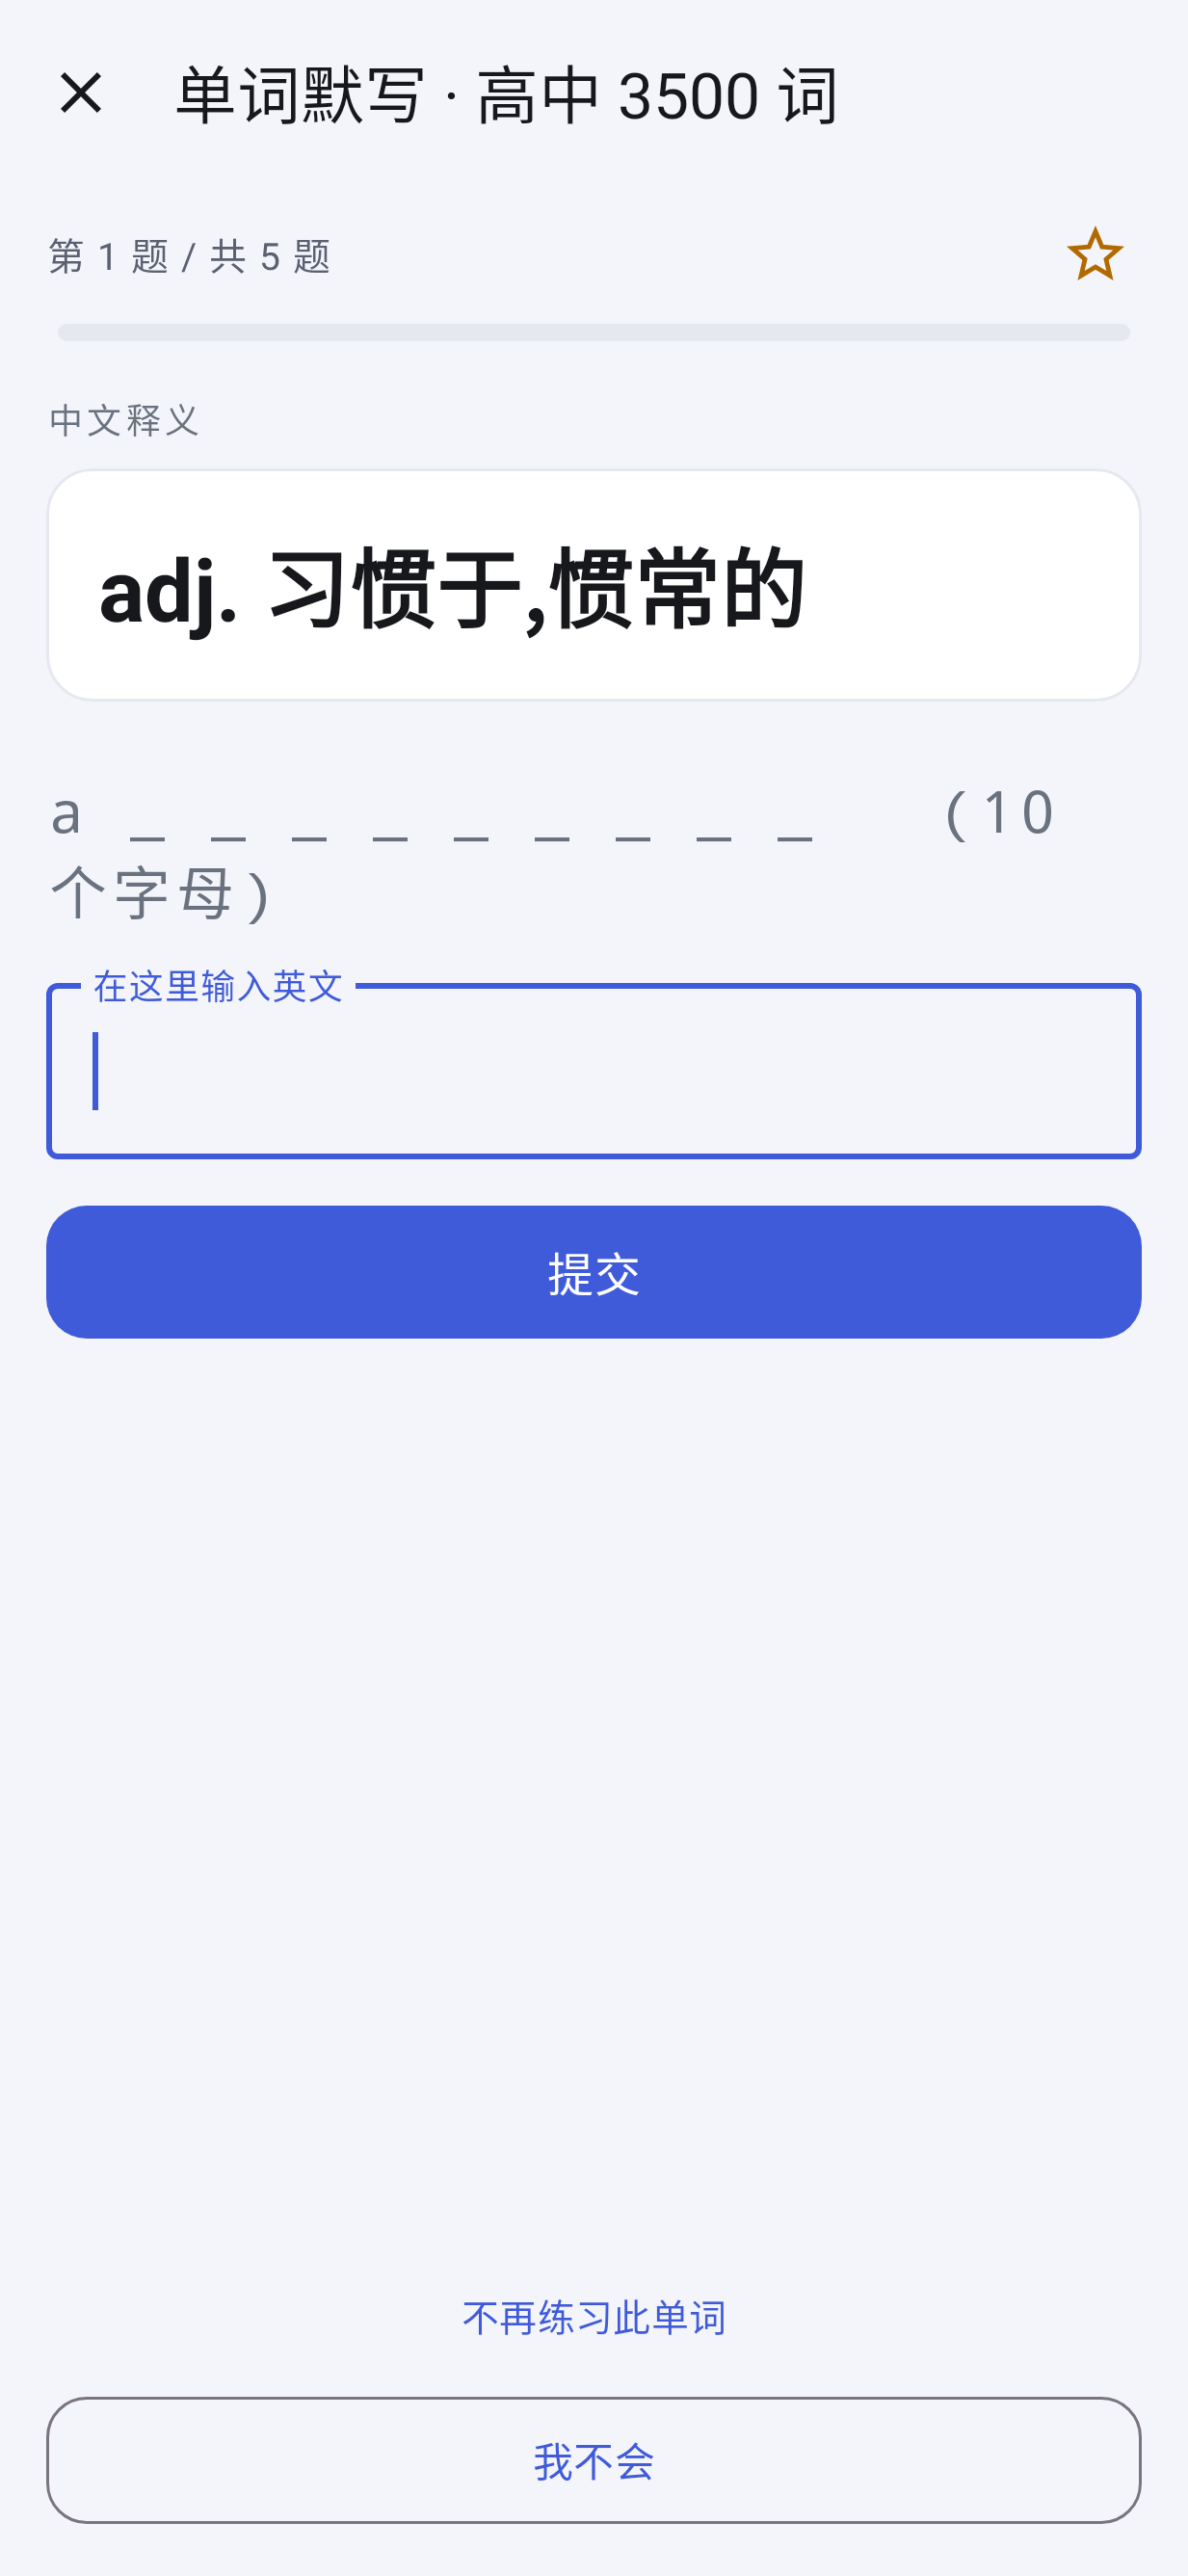 单词默写 · 高中 3500 词
第 1 题 / 共 5 题
中文释义
adj. 习惯于,惯常的
a _ _ _ _ _ _ _ _ _ (10
个字母)
在这里输入英文
提交
不再练习此单词
我不会